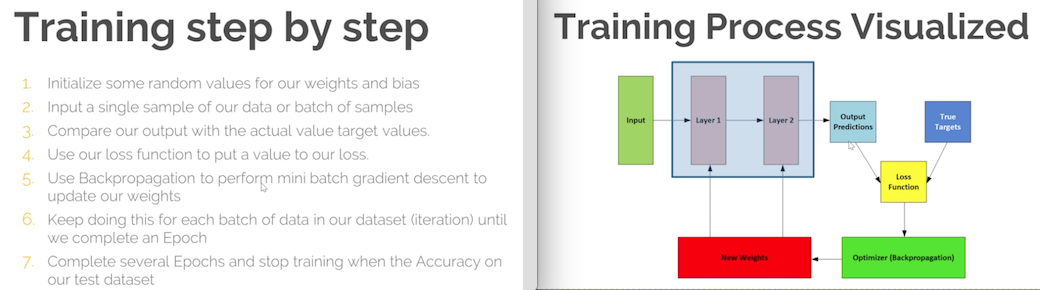 Training step by step
1. Initialize some random values for our weights and bias
2. Input a single sample of our data or batch of samples
3. Compare our output with the actual value target values.
4. Use our loss function to put a value to our loss.
5. Use Backpropagation to perform mini batch gradient descent to
update our weights
6. Keep doing this for each batch of data in our dataset (iteration) until
we complete an Epoch
7. Complete several Epochs and stop training when the Accuracy on
our test dataset
Training Process Visualized
Input
Layer 1
Layer 2
Output
Predictions
True
Targets
Loss
Function
New Weights
Optimizer (Backpropagation)